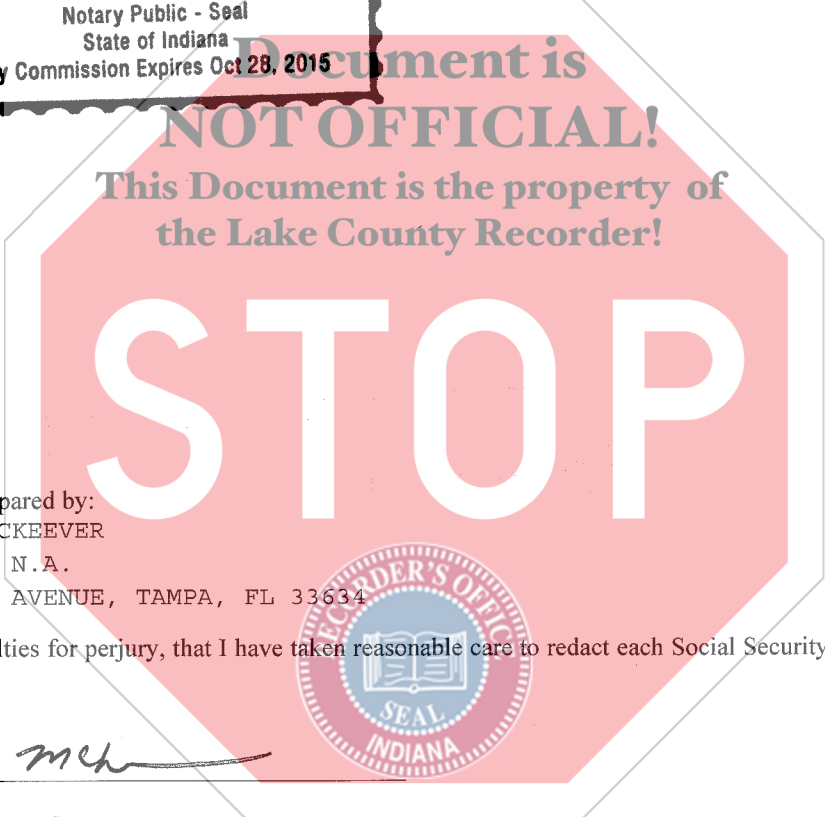 Notary Public - Seal
State of Indiana
y Commission Expires Oct 28, 2015
Document is
NOT OFFICIAL!
This Document is the property of
the Lake County Recorder!
STOP
pared by:
CKEEVER
N.A.
AVENUE, TAMPA, FL 33634
RECORDER'S OFFICE
lties for perjury, that I have taken reasonable care to redact each Social Security
SEAL
INDIANA